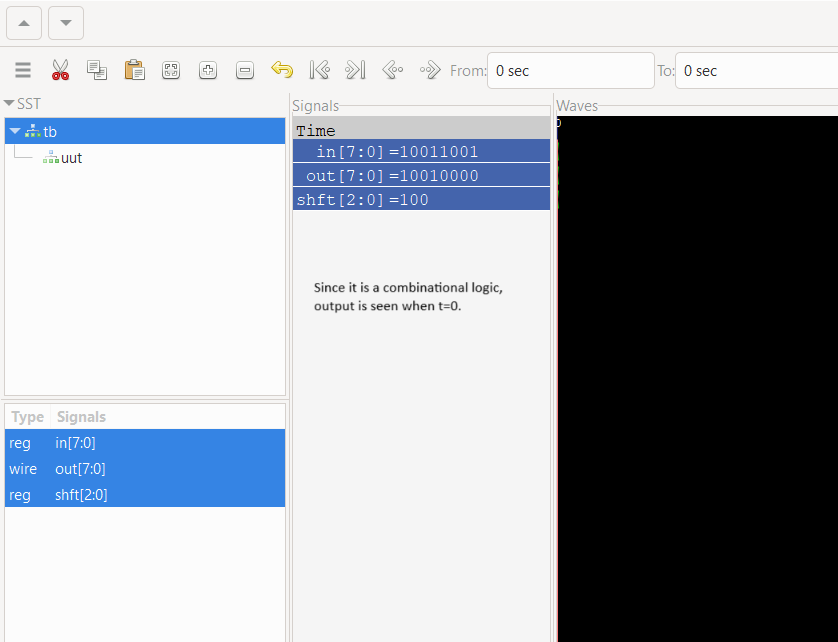 From: 0 sec To: 0 sec
SST
tb
uut
Type Signals
reg in[7:0]
wire out[7:0]
reg shft[2:0]
Signals
Time
in[7:0]=10011001
out[7:0]=10010000
shft[2:0]=100
Since it is a combinational logic,
output is seen when t=0.
Waves